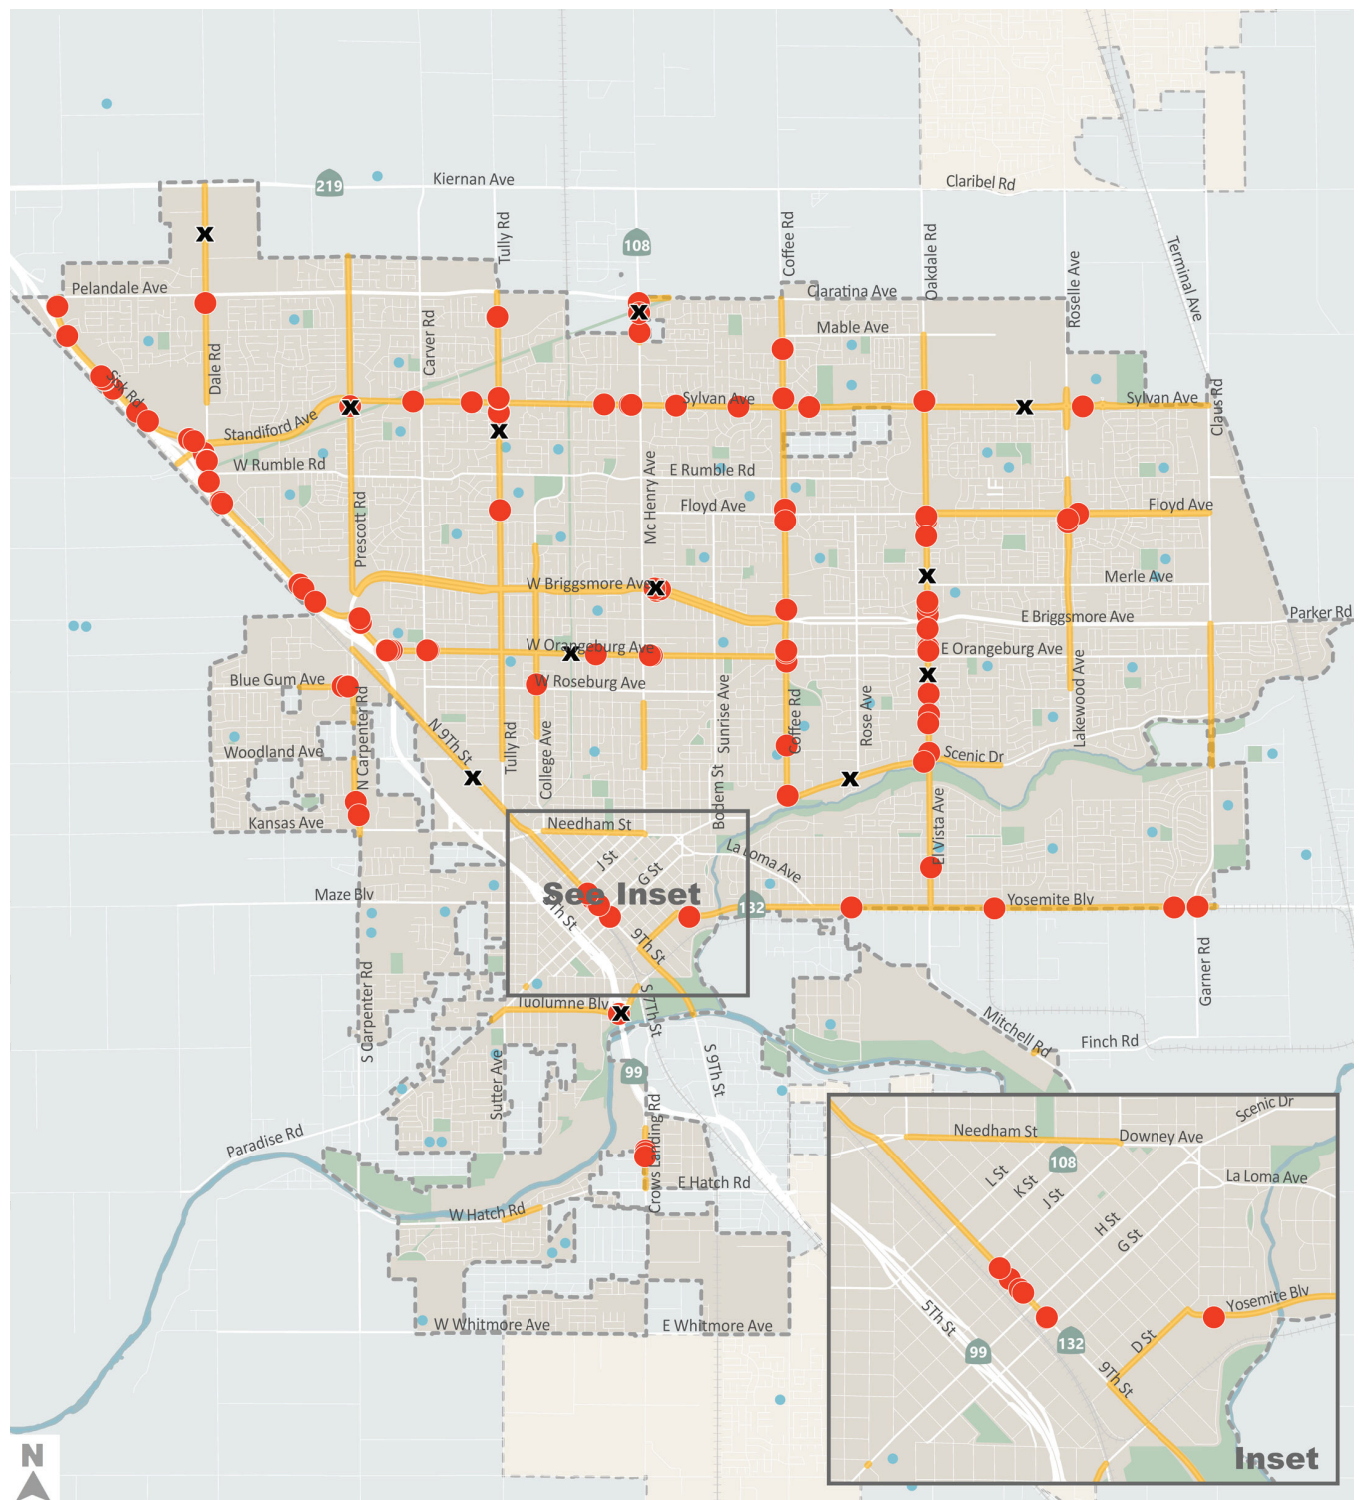 219
Kiernan Ave
Claribel Rd
Tully Rd
108
Coffee Rd
Oakdale Rd
Roselle Ave
Terminal Ave
Pelandale Ave
Claratina Ave
Mable Ave
Carver Rd
Dale Rd
Sisk Rd
Sylvan Ave
Sylvan Ave
Claus Rd
Standiford Ave
W Rumble Rd
E Rumble Rd
Mc Henry Ave
Prescott Rd
Floyd Ave
Floyd Ave
W Briggsmore Ave
Merle Ave
E Briggsmore Ave
Parker Rd
W Orangeburg Ave
E Orangeburg Ave
Blue Gum Ave
W Roseburg Ave
N Carpenter Rd
Sunrise Ave
Coffee Rd
Rose Ave
Lakewood Ave
N 9Th St
Tully Rd
College Ave
Woodland Ave
Scenic Dr
Bodem St
Kansas Ave
Needham St
El Vista Ave
J St
G St
La Loma Ave
See Inset
Maze Blv
132
Yosemite Blv
Th St
9Th St
Garner Rd
S Carpenter Rd
Tuolumne Blv
S 7Th St
Mitchell Rd
Finch Rd
S 9Th St
99
Sutter Ave
Paradise Rd
Crows Landing Rd
E Hatch Rd
W Hatch Rd
W Whitmore Ave
E Whitmore Ave
Scenic Dr
Needham St
Downey Ave
108
L St
K St
J St
La Loma Ave
H St
G St
5Th St
Yosemite Blv
D St
99
132
9Th St
Inset
N